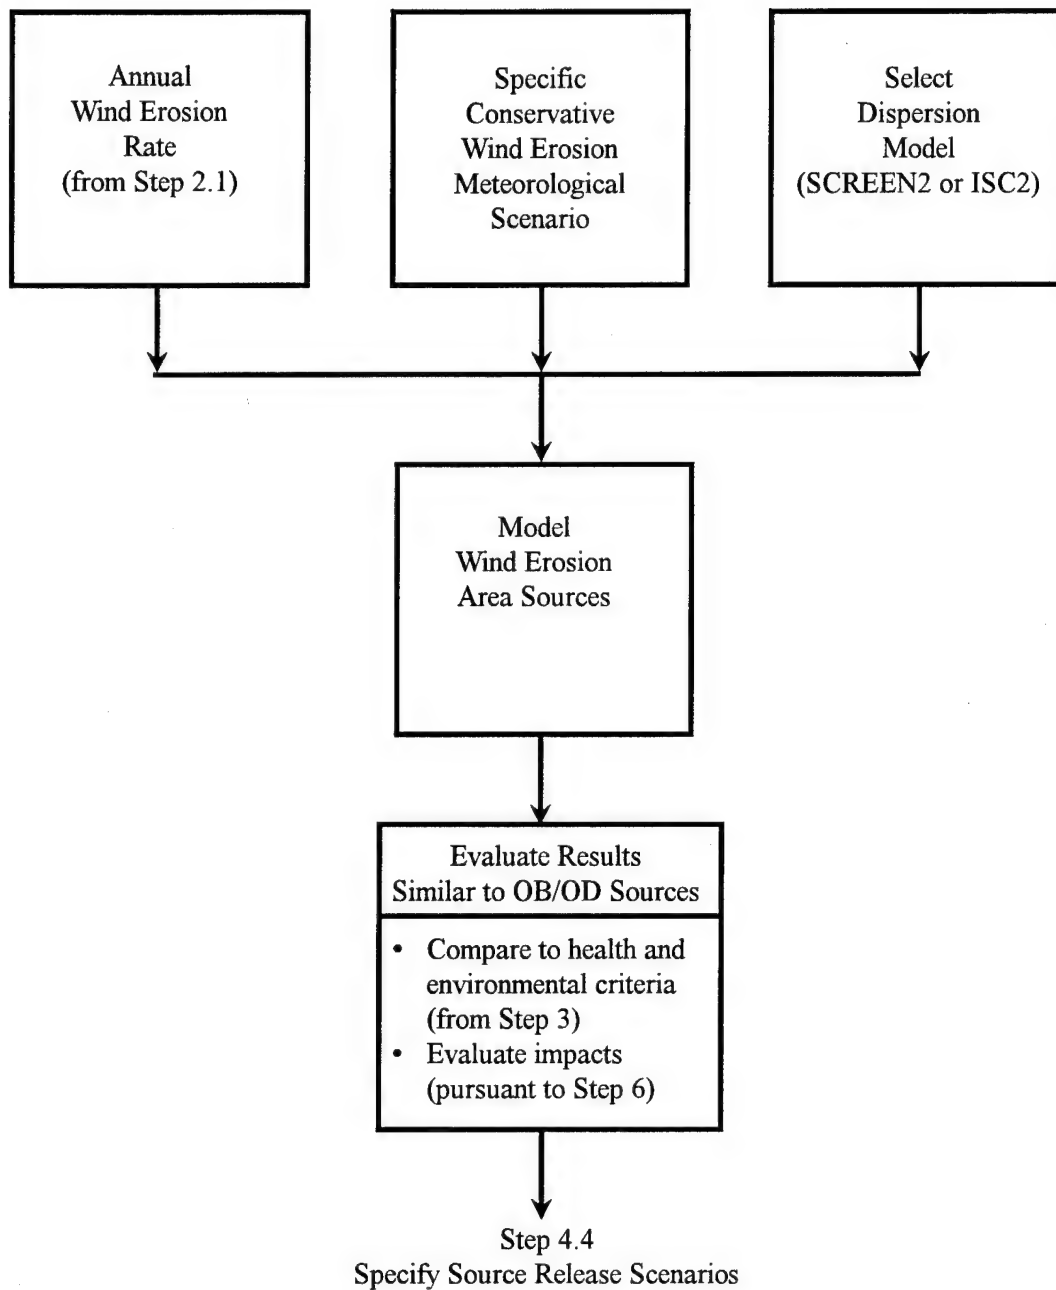 Annual
Wind Erosion
Rate
(from Step 2.1)
Specific
Conservative
Wind Erosion
Meteorological
Scenario
Select
Dispersion
Model
(SCREEN2 or ISC2)
Model
Wind Erosion
Area Sources
Evaluate Results
Similar to OB/OD Sources
• Compare to health and
environmental criteria
(from Step 3)
• Evaluate impacts
(pursuant to Step 6)
Step 4.4
Specify Source Release Scenarios